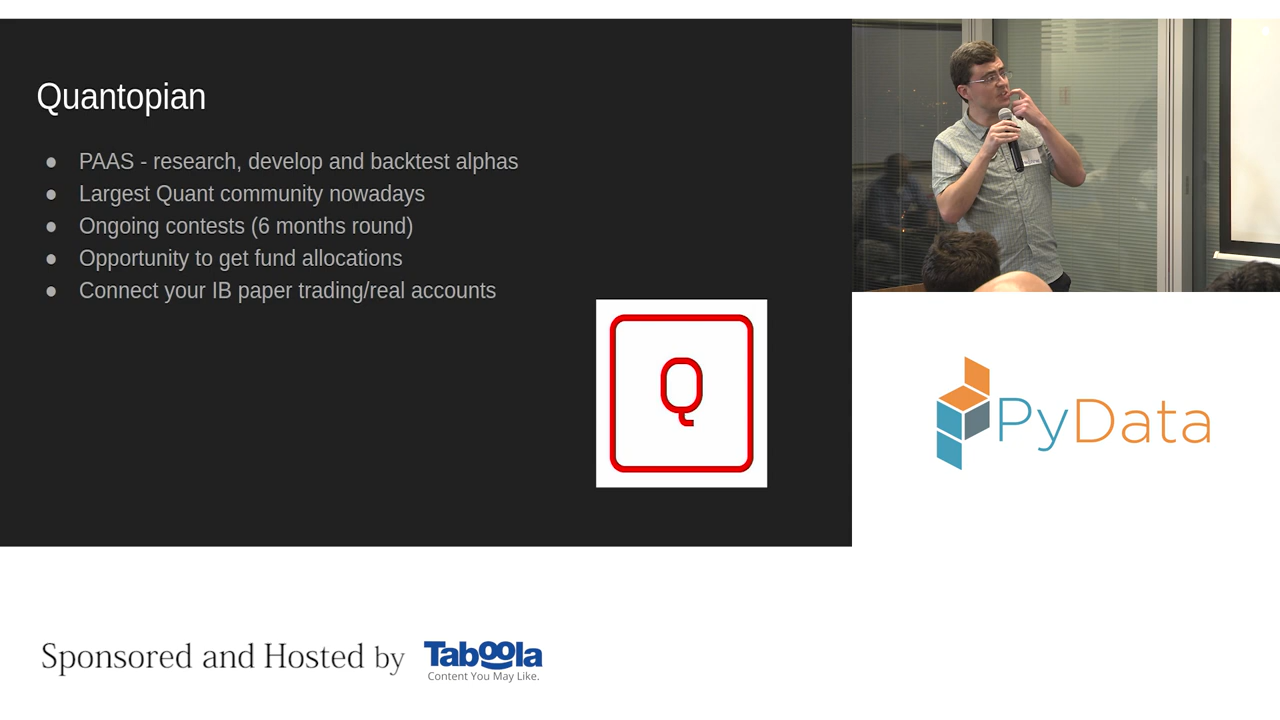 Quantopian
● PAAS - research, develop and backtest alphas
● Largest Quant community nowadays
● Ongoing contests (6 months round)
● Opportunity to get fund allocations
● Connect your IB paper trading/real accounts
Q
PyData
Sponsored and Hosted by Taboola
Content You May Like.